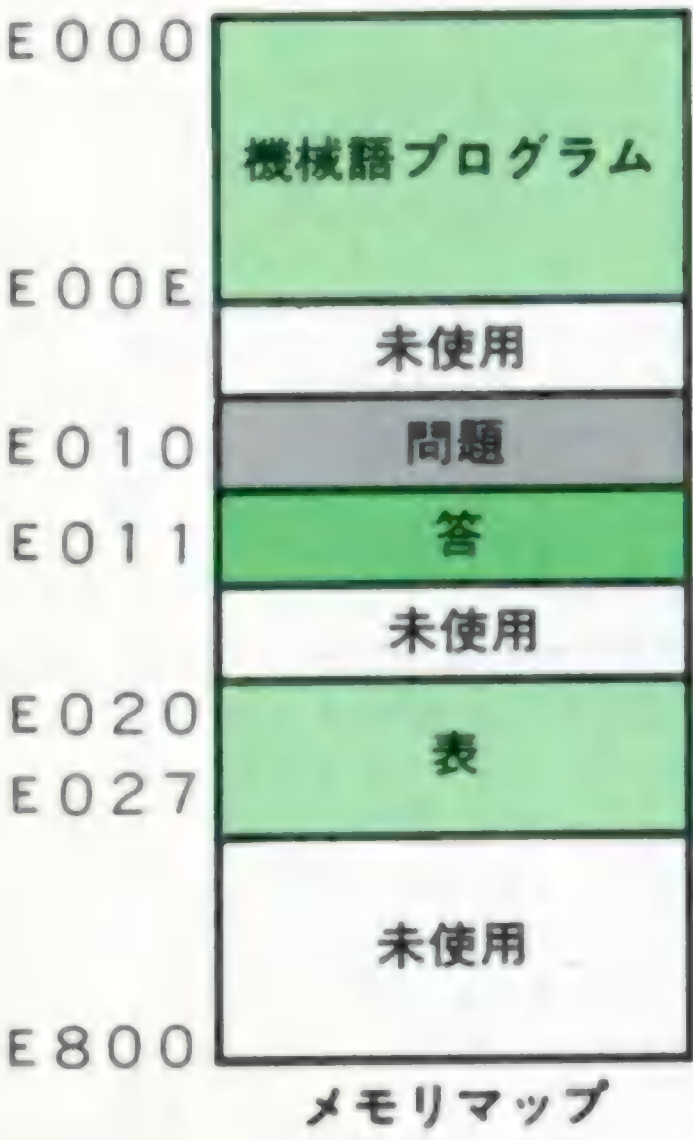 E000
機械語プログラム
E00E
未使用
E010 問題
E011 答
未使用
E020
表
E027
未使用
E800
メモリマップ